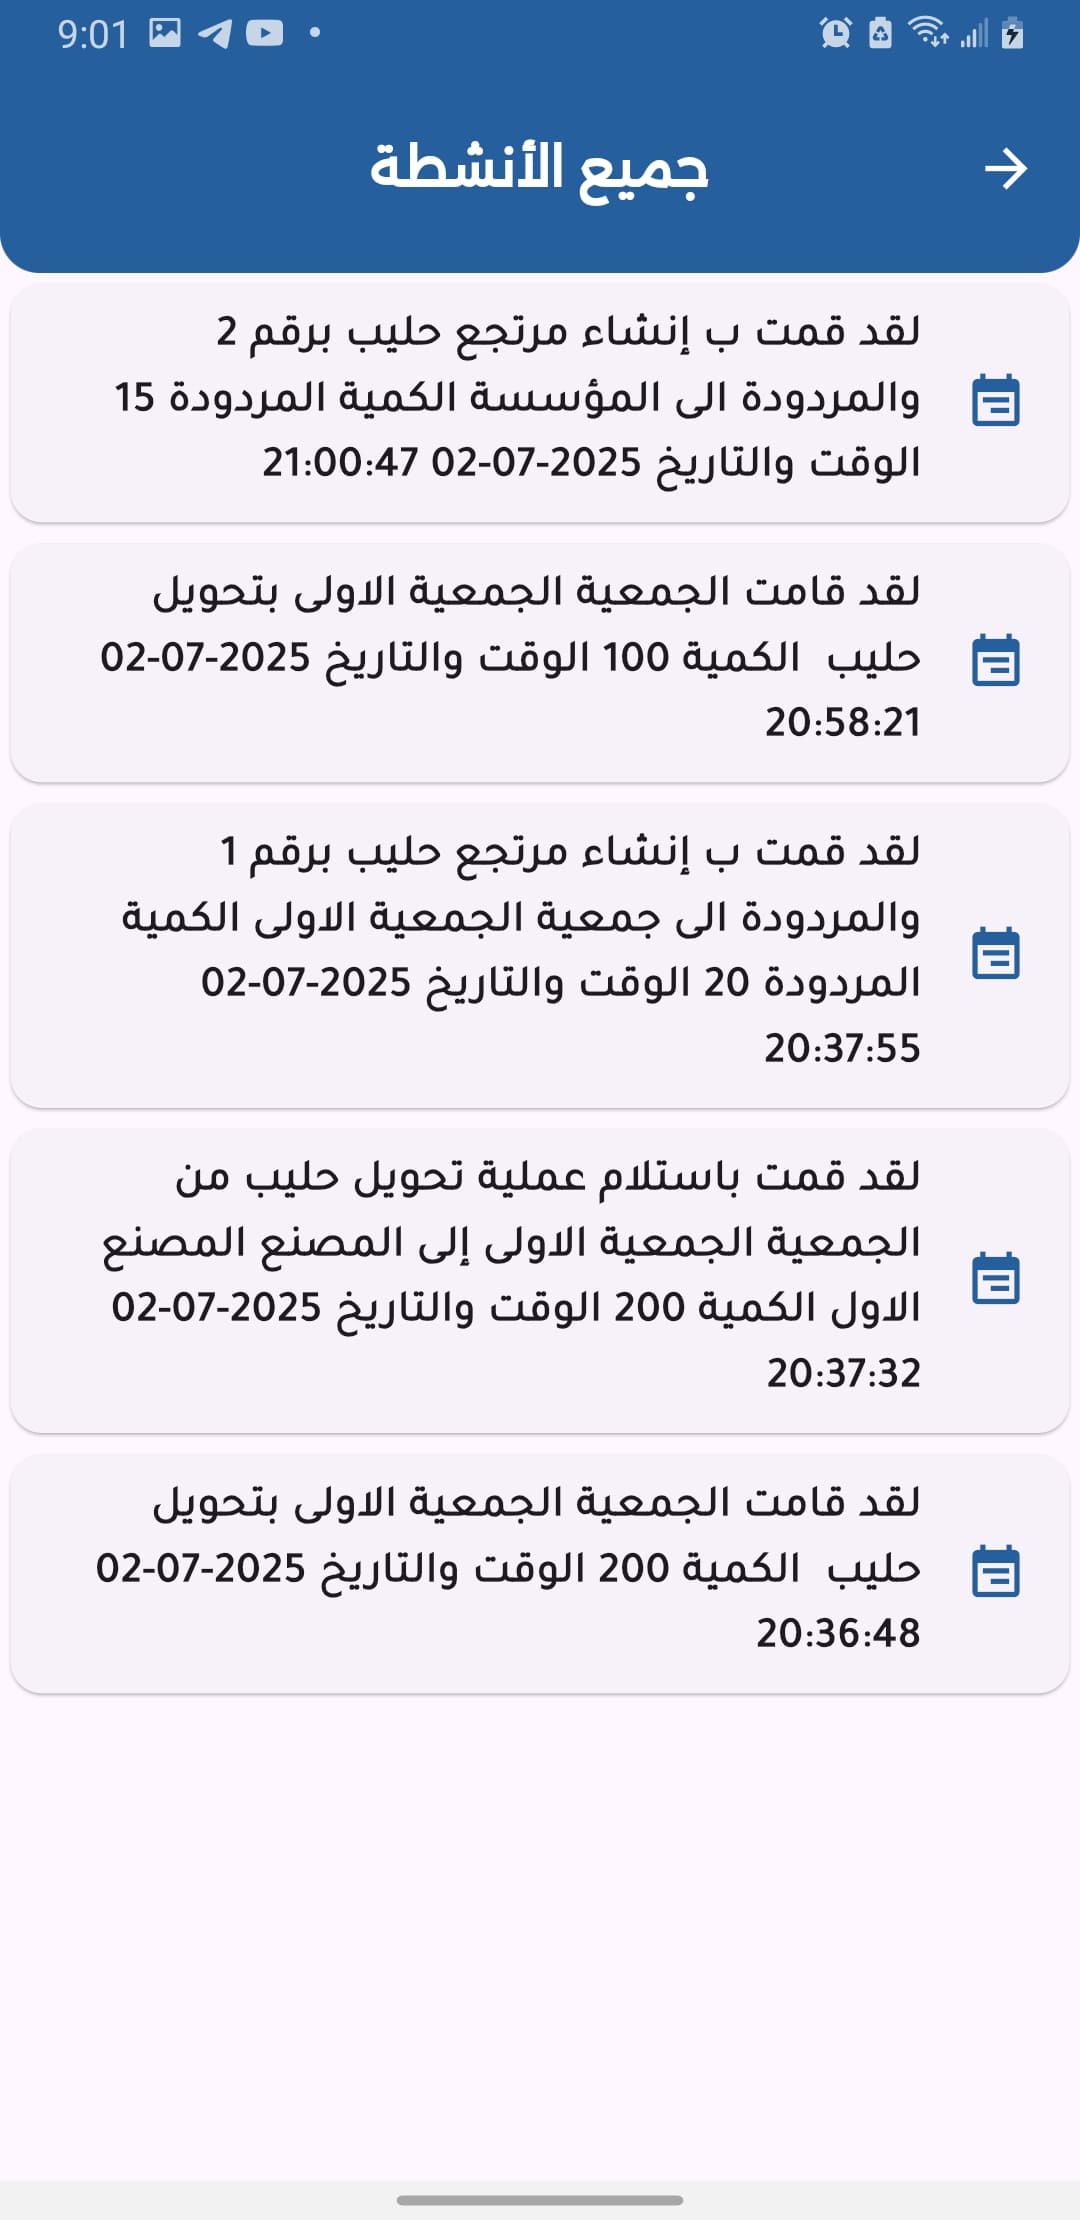 9:01
جميع الأنشطة
لقد قمت ب إنشاء مرتجع حليب برقم 2
والمردودة الى المؤسسة الكمية المردودة 15
الوقت والتاريخ 2025-07-02 21:00:47
لقد قامت الجمعية الجمعية الاولى بتحويل
حليب  الكمية 100 الوقت والتاريخ 2025-07-02
20:58:21
لقد قمت ب إنشاء مرتجع حليب برقم 1
والمردودة الى جمعية الجمعية الاولى الكمية
المردودة 20 الوقت والتاريخ 2025-07-02
20:37:55
لقد قمت باستلام عملية تحويل حليب من
الجمعية الجمعية الاولى إلى المصنع المصنع
الاول الكمية 200 الوقت والتاريخ 2025-07-02
20:37:32
لقد قامت الجمعية الجمعية الاولى بتحويل
حليب  الكمية 200 الوقت والتاريخ 2025-07-02
20:36:48